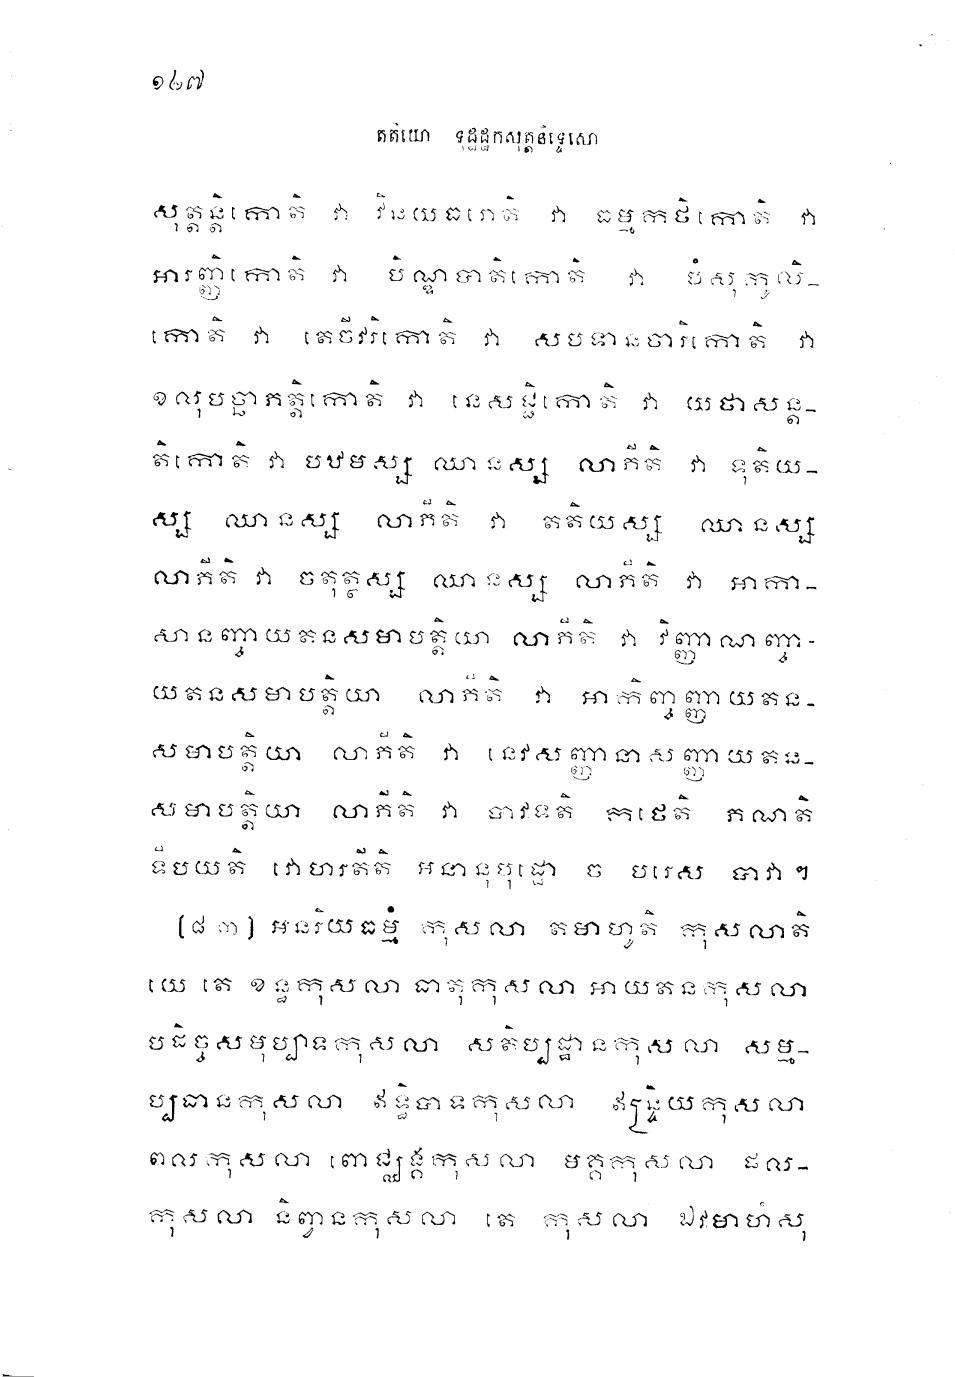 ១៤៧
តតិយោ ទុដ្ឋដ្ឋកសុត្តនិទ្ទេសោ
សុត្តន្តិកោតិ វា វិនយធរោតិ វា ធម្មកថិកោតិ វា
អារញ្ញិកោតិ វា បិណ្ឌបាតិកោតិ វា បំសុកូលិ-
កោតិ វា តេចីវរិកោតិ វា សបទានចារិកោតិ វា
ខលុបច្ឆាភត្តិកោតិ វា នេសជ្ជិកោតិ វា យថាសន្ថ-
តិកោតិ វា បឋមស្ស ឈានស្ស លាភីតិ វា ទុតិយ-
ស្ស ឈានស្ស លាភីតិ វា តតិយស្ស ឈានស្ស
លាភីតិ វា ចតុត្ថស្ស ឈានស្ស លាភីតិ វា អាកា-
សានញ្ចាយតនសមាបត្តិយា លាភីតិ វា វិញ្ញាណញ្ចា-
យតនសមាបត្តិយា លាភីតិ វា អាកិញ្ចញ្ញាយតន-
សមាបត្តិយា លាភីតិ វា នេវសញ្ញានាសញ្ញាយតន-
សមាបត្តិយា លាភីតិ វា បាវទតិ កថេតិ ភណតិ
ទីបយតិ វោហរតីតិ អនានុបុដ្ឋោ ច បរេស បាវា ។
(៨៣) អនរិយធម្មំ កុសលា តមាហូតិ កុសលាតិ
យេ តេ ខន្ធកុសលា ធាតុកុសលា អាយតនកុសលា
បដិច្ចសមុប្បាទកុសលា សតិប្បដ្ឋានកុសលា សម្ម-
ប្បធានកុសលា ឥទ្ធិបាទកុសលា ឥន្ទ្រិយកុសលា
ពលកុសលា ពោជ្ឈង្គកុសលា មគ្គកុសលា ផល-
កុសលា និព្វានកុសលា តេ កុសលា ឯវមាហំសុ